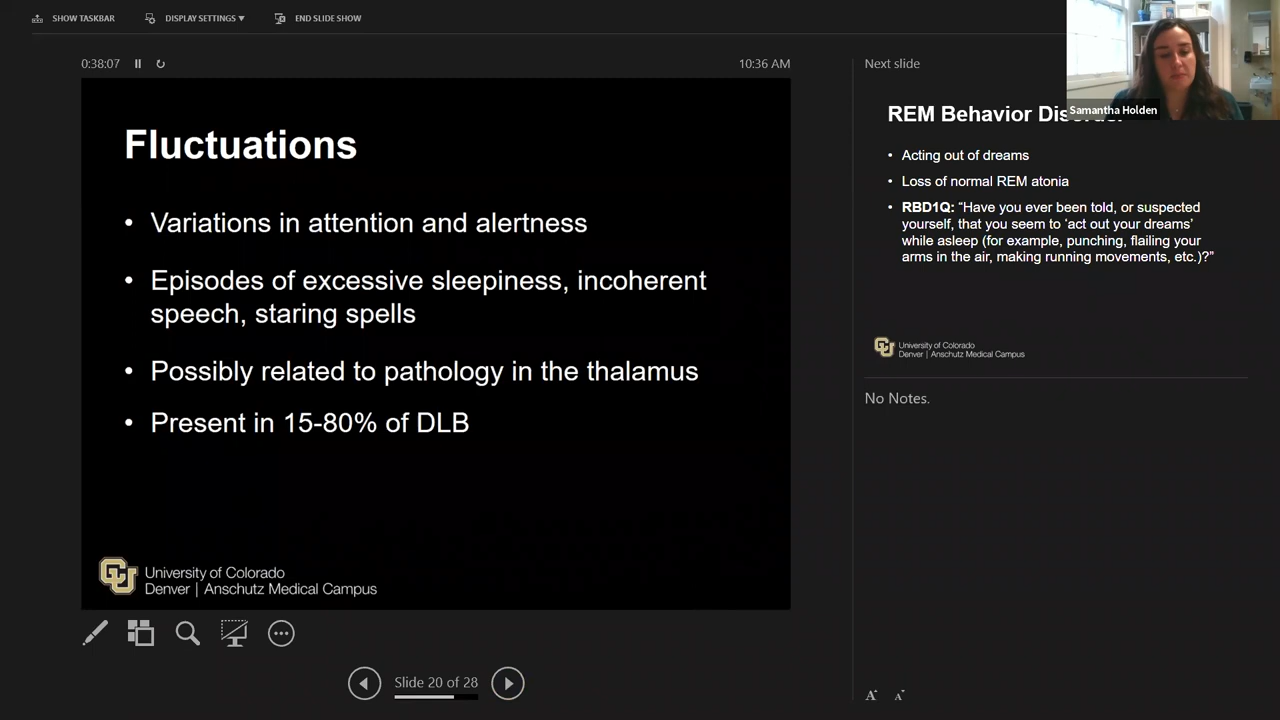 SHOW TASKBAR
DISPLAY SETTINGS ▼
END SLIDE SHOW
0:38:07
10:36 AM
Fluctuations
• Variations in attention and alertness
• Episodes of excessive sleepiness, incoherent
speech, staring spells
• Possibly related to pathology in the thalamus
• Present in 15-80% of DLB
CU
University of Colorado
Denver | Anschutz Medical Campus
Slide 20 of 28
Next slide
Samantha Holden
REM Behavior Disorder
• Acting out of dreams
• Loss of normal REM atonia
• RBD1Q: “Have you ever been told, or suspected
yourself, that you seem to ‘act out your dreams’
while asleep (for example, punching, flailing your
arms in the air, making running movements, etc.)?”
CU
University of Colorado
Denver | Anschutz Medical Campus
No Notes.
A A